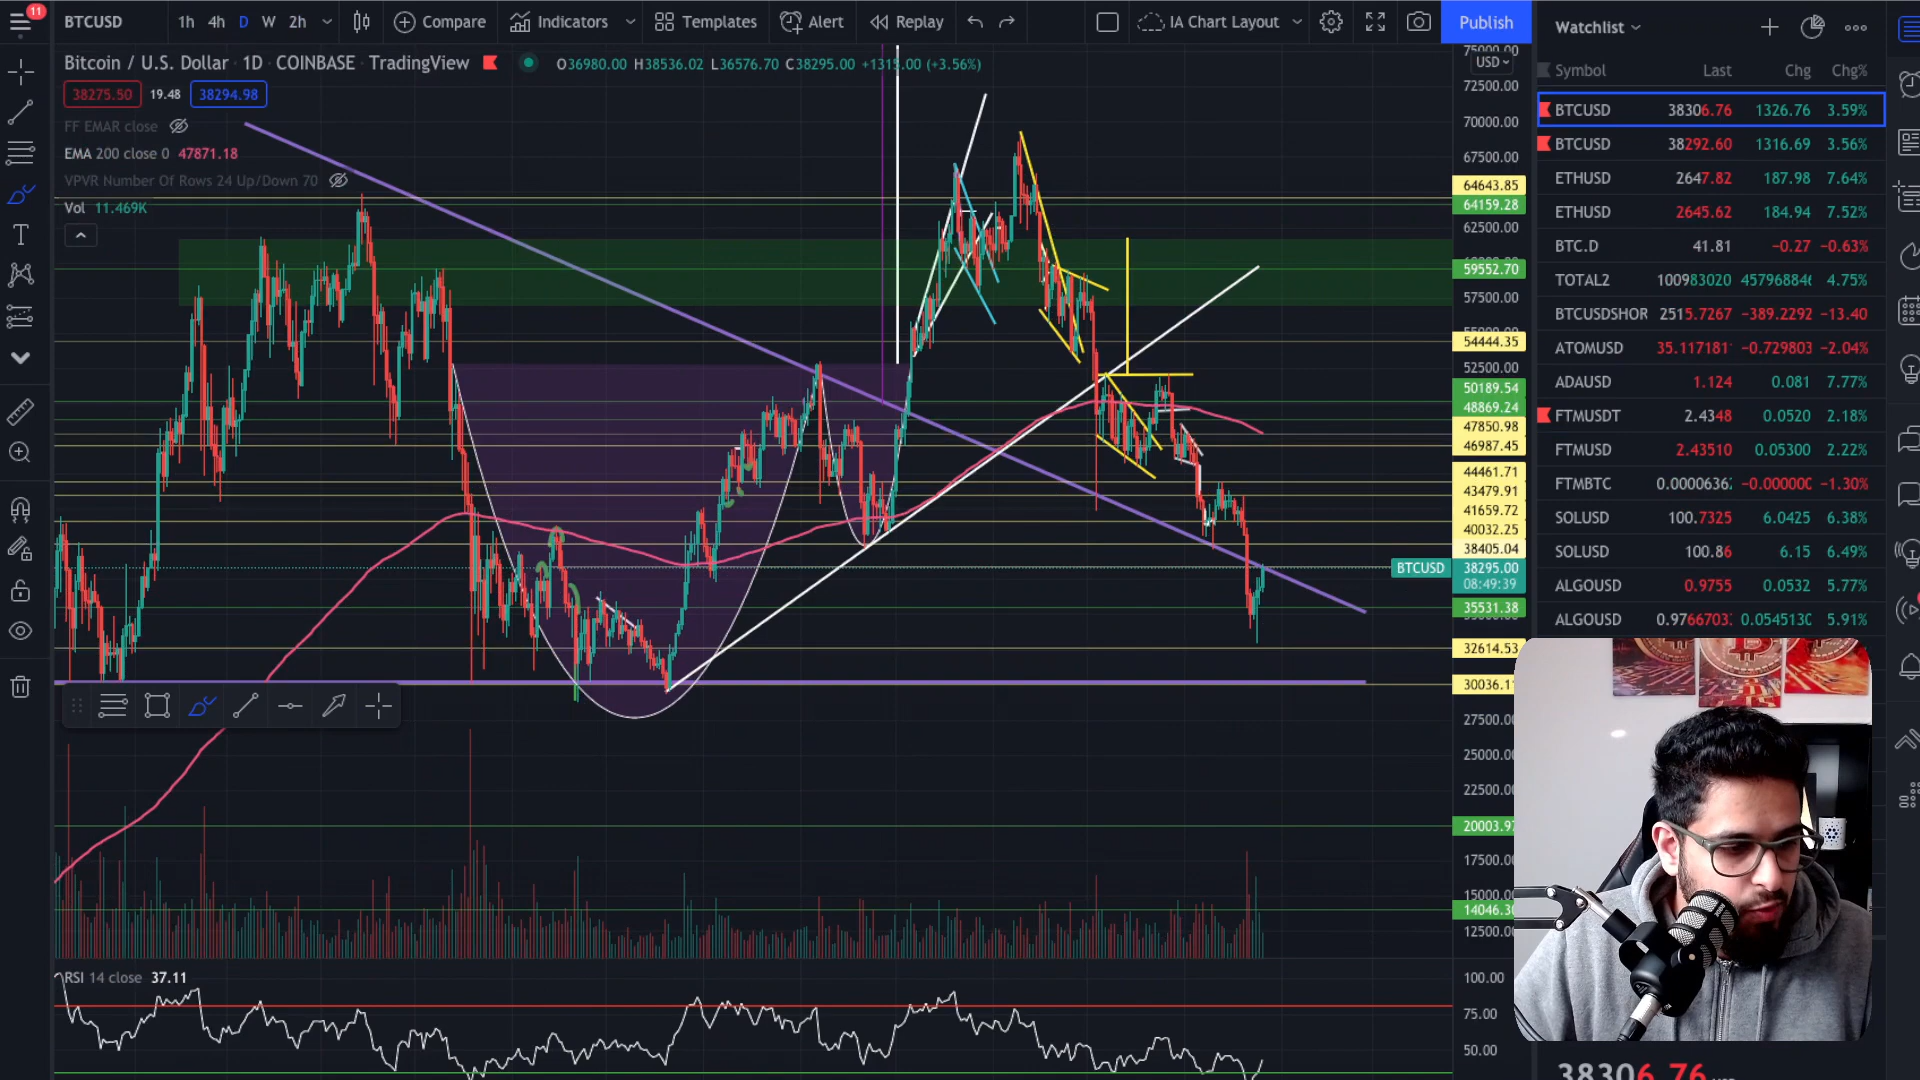 11
BTCUSD
1h 4h D W 2h
Compare
Indicators
Templates
Alert
Replay
IA Chart Layout
Publish
Bitcoin / U.S. Dollar · 1D · COINBASE · TradingView
O36980.00 H38536.02 L36576.70 C38295.00 +1315.00 (+3.56%)
38275.50 19.48 38294.98
FF EMAR close
EMA 200 close 0 47871.18
VPVR Number Of Rows 24 Up/Down 70
Vol 11.469K
75000.00
USD
72500.00
70000.00
67500.00
64643.85
64159.28
62500.00
59552.70
57500.00
55000.00
54444.35
52500.00
50189.54
48869.24
47850.98
46987.45
44461.71
43479.91
41659.72
40032.25
38405.04
BTCUSD 38295.00
08:49:39
35531.38
32614.53
30036.1
27500.0
25000.0
22500.0
20003.9
17500.0
15000.0
14046.3
12500.0
RSI 14 close 37.11
100.00
75.00
50.00
Watchlist
Symbol Last Chg Chg%
BTCUSD 38306.76 1326.76 3.59%
BTCUSD 38292.60 1316.69 3.56%
ETHUSD 2647.82 187.98 7.64%
ETHUSD 2645.62 184.94 7.52%
BTC.D 41.81 −0.27 −0.63%
TOTAL2 100983020 457968846 4.75%
BTCUSDSHOR 2515.7267 −389.2292 −13.40
ATOMUSD 35.117181 −0.729803 −2.04%
ADAUSD 1.124 0.081 7.77%
FTMUSDT 2.4348 0.0520 2.18%
FTMUSD 2.43510 0.05300 2.22%
FTMBTC 0.0000636 −0.000000 −1.30%
SOLUSD 100.7325 6.0425 6.38%
SOLUSD 100.86 6.15 6.49%
ALGOUSD 0.9755 0.0532 5.77%
ALGOUSD 0.9766703 0.054513 5.91%
38306.76